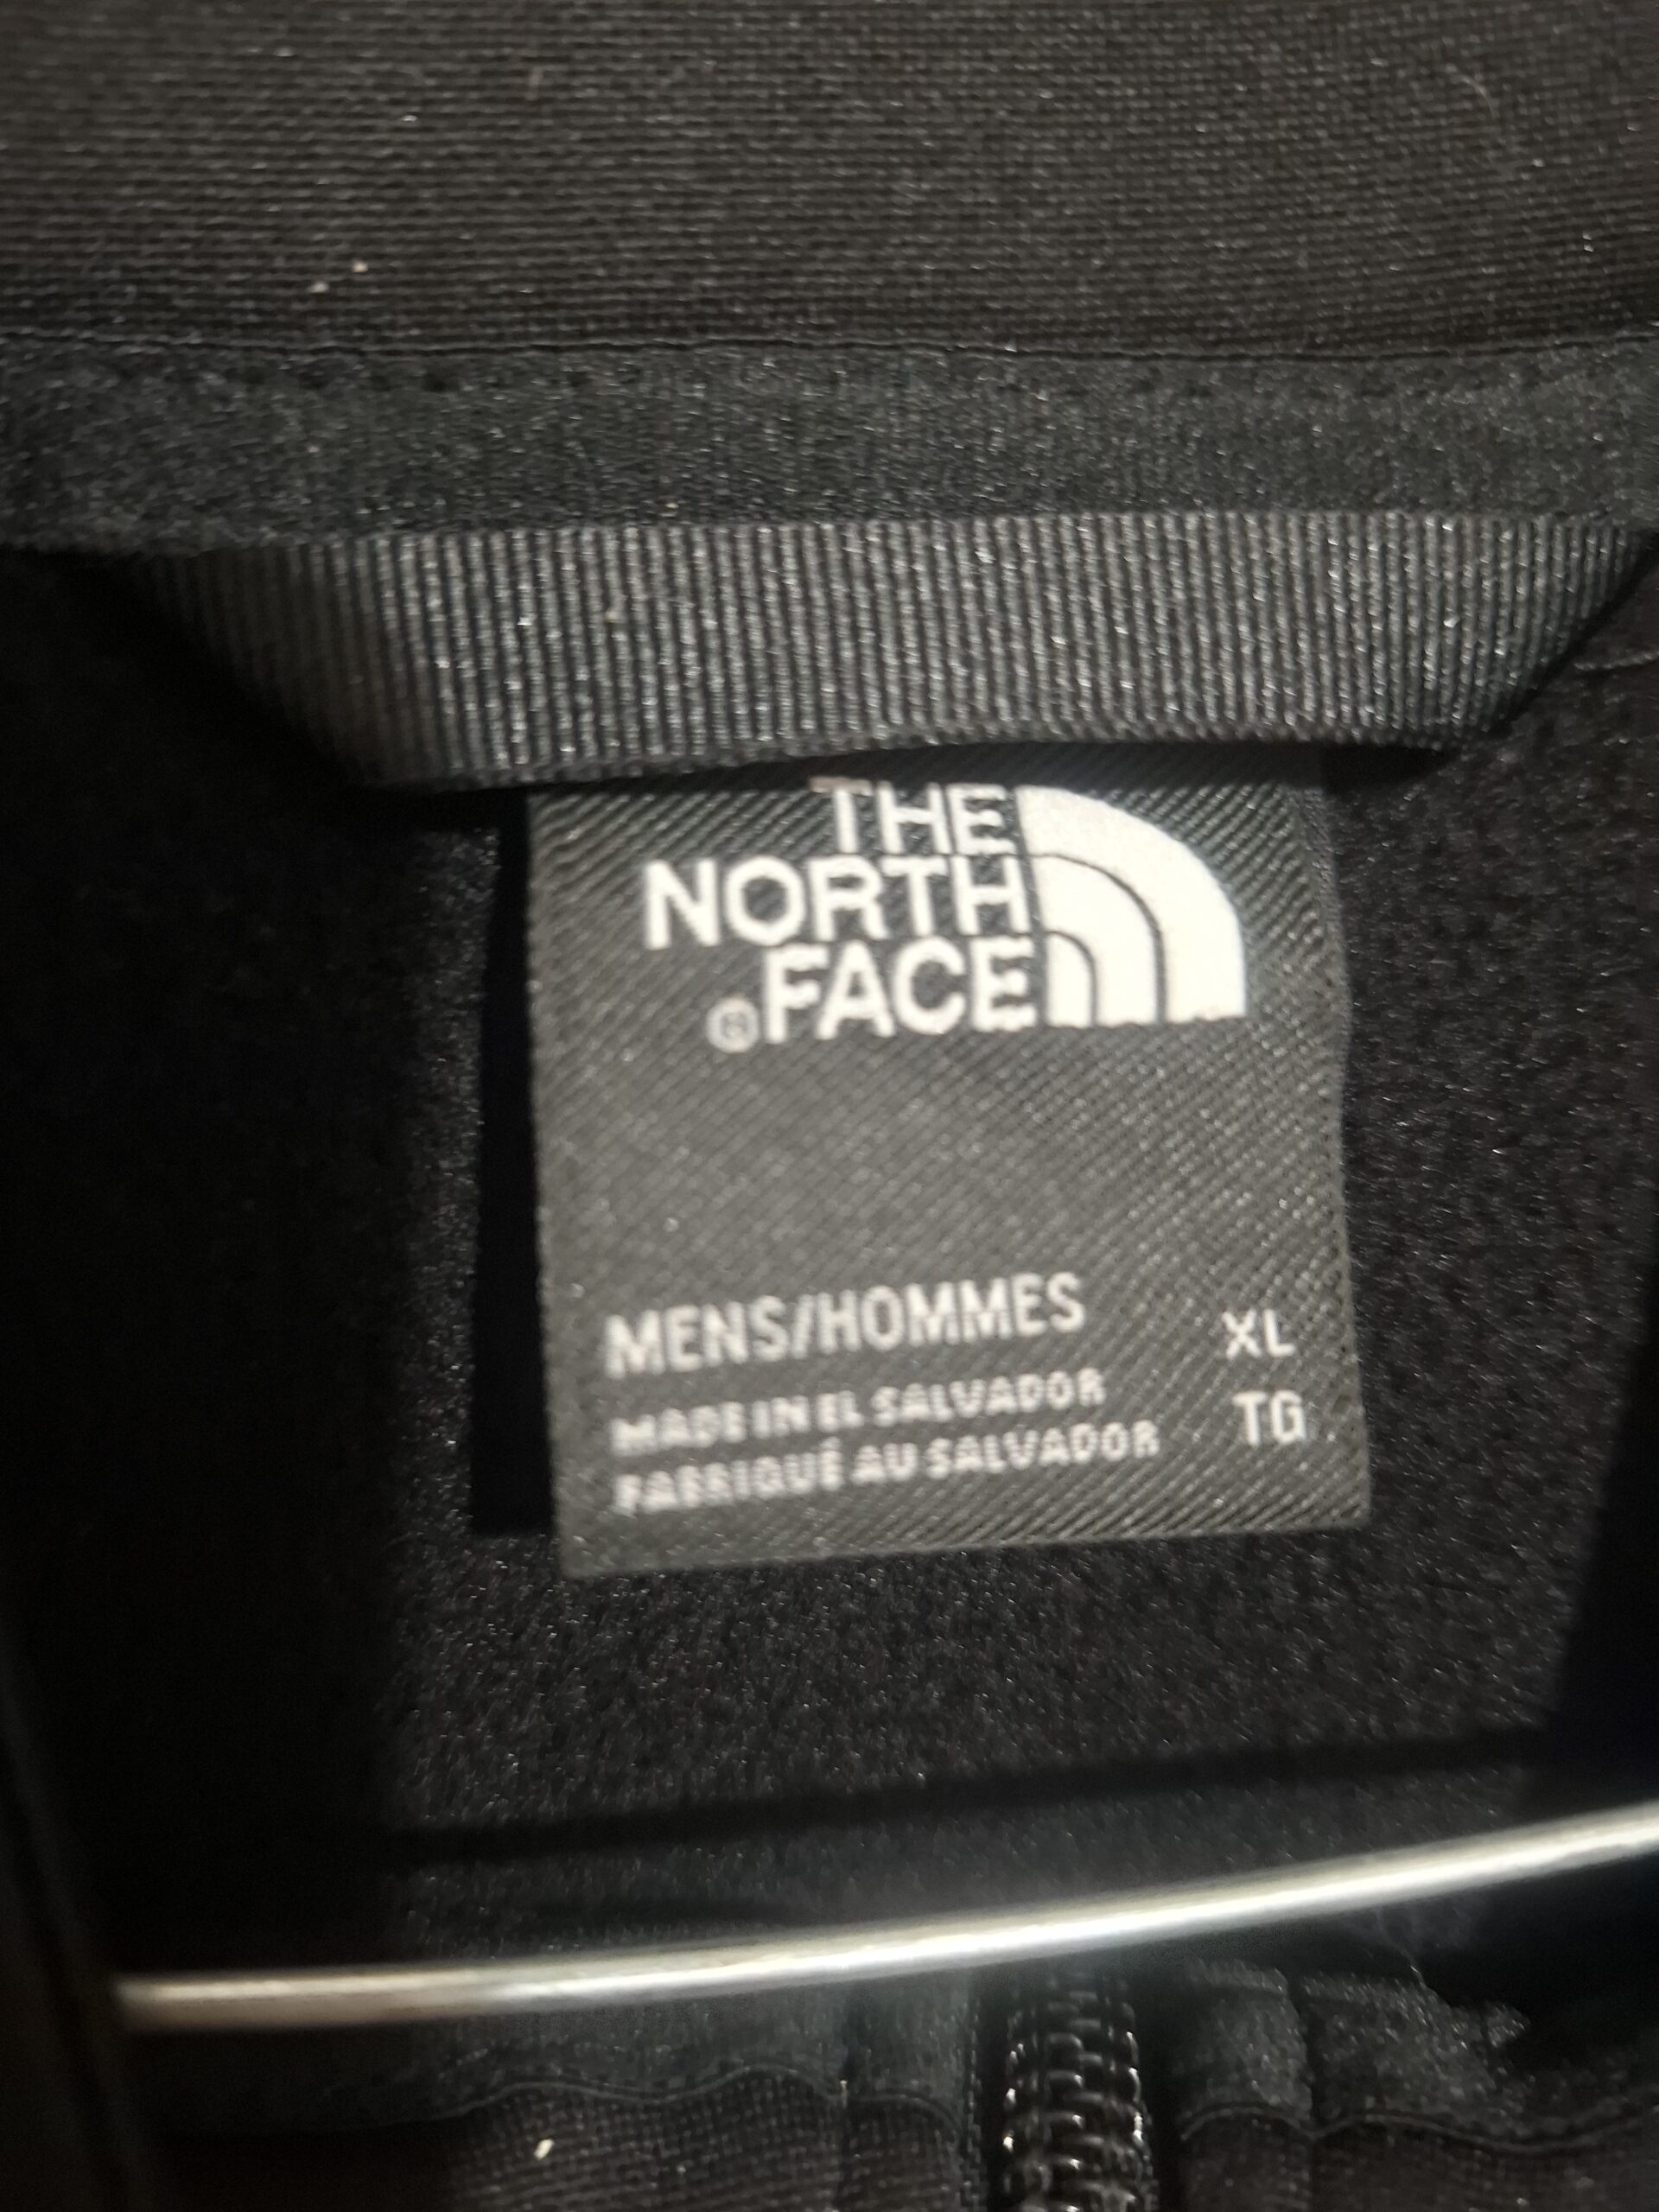 THE
NORTH
®FACE
MENS/HOMMES XL
MADE IN EL SALVADOR TG
FABRIQUÉ AU SALVADOR